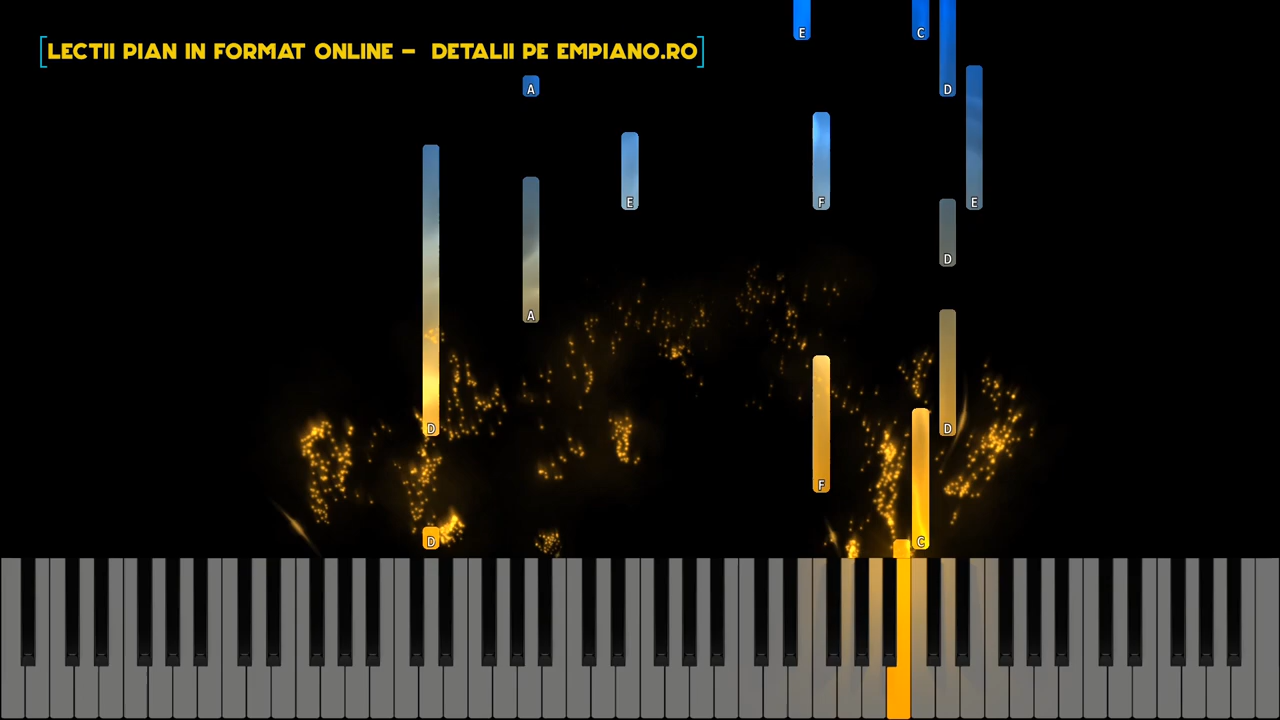 [LECTII PIAN IN FORMAT ONLINE - DETALII PE EMPIANO.RO]
E
C
A
D
E
F
E
D
A
D
D
F
D
C